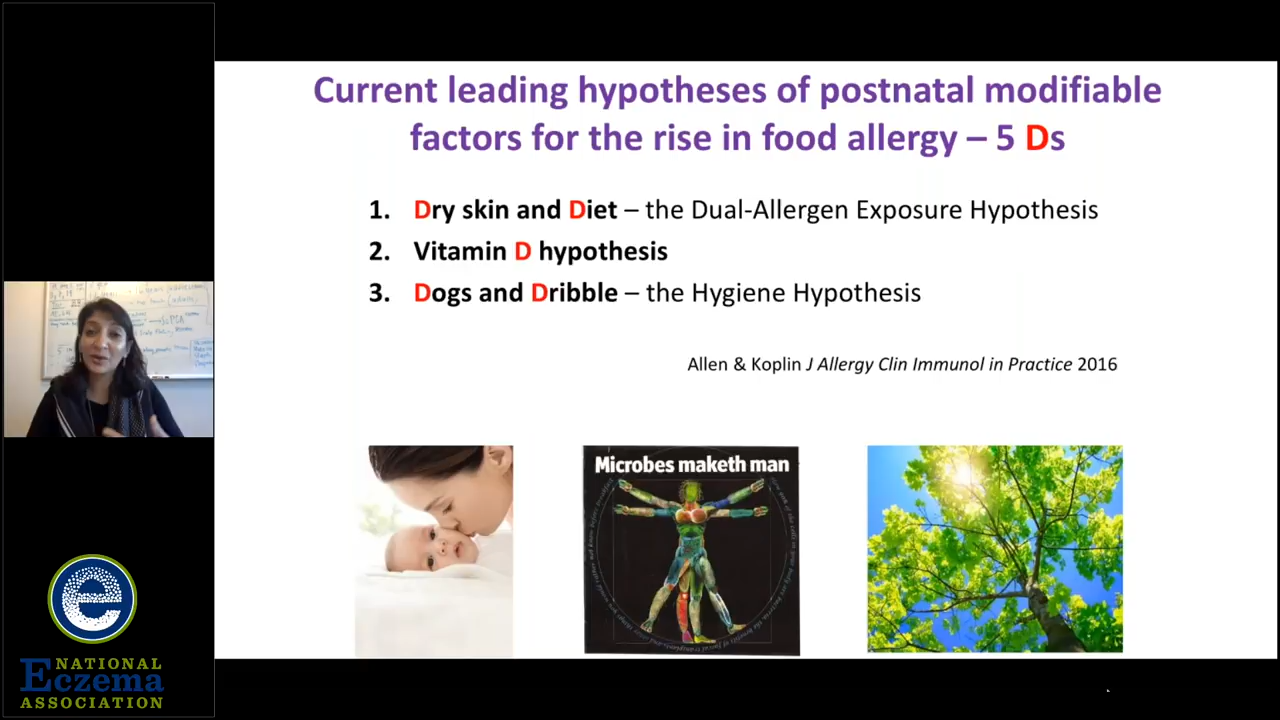 Current leading hypotheses of postnatal modifiable
factors for the rise in food allergy – 5 Ds
1. Dry skin and Diet – the Dual-Allergen Exposure Hypothesis
2. Vitamin D hypothesis
3. Dogs and Dribble – the Hygiene Hypothesis
Allen & Koplin J Allergy Clin Immunol in Practice 2016
Microbes maketh man
e
NATIONAL
Eczema
ASSOCIATION